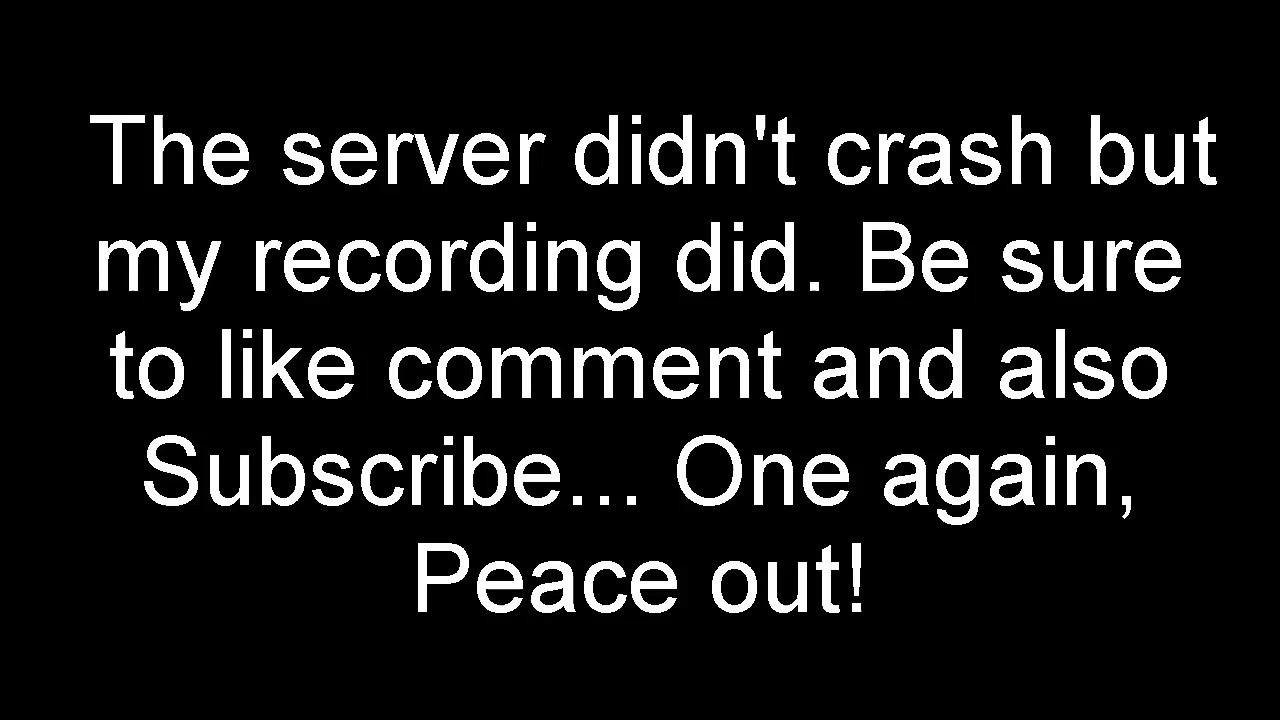 The server didn't crash but
my recording did. Be sure
to like comment and also
Subscribe... One again,
Peace out!